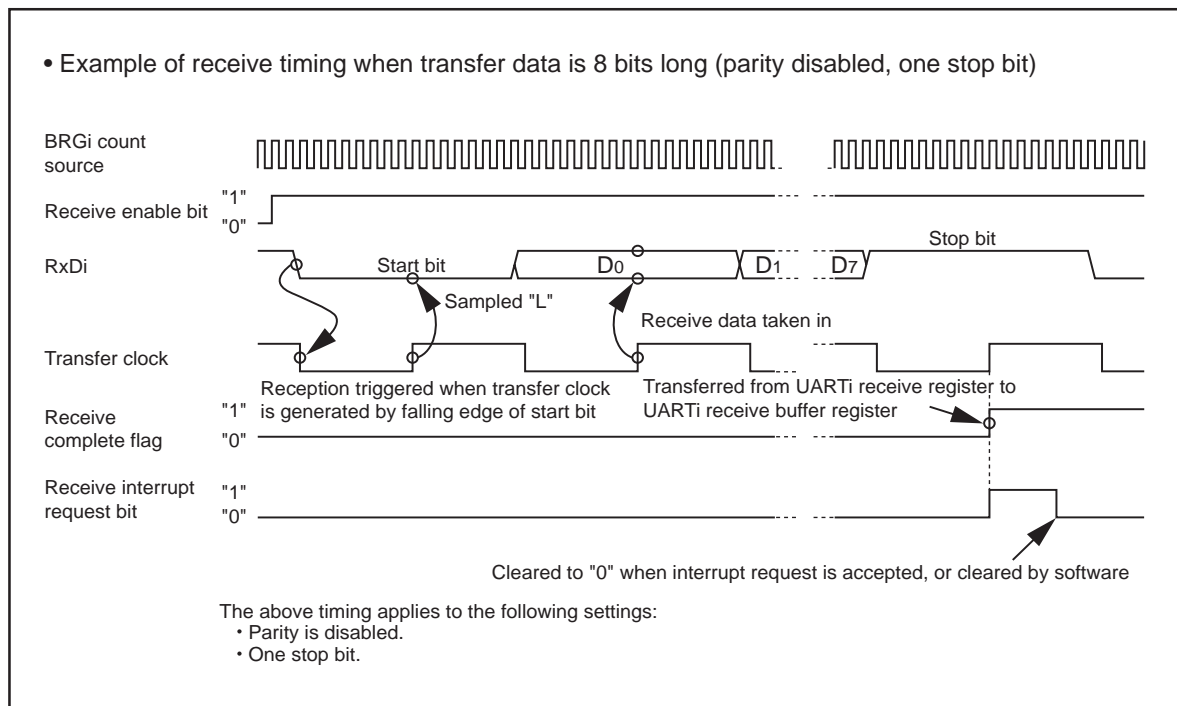 • Example of receive timing when transfer data is 8 bits long (parity disabled, one stop bit)
BRGi count
source
Receive enable bit
"1"
"0"
RxDi
Start bit
D0
D1
D7
Stop bit
Sampled "L"
Receive data taken in
Transfer clock
Reception triggered when transfer clock
is generated by falling edge of start bit
Transferred from UARTi receive register to
UARTi receive buffer register
Receive
complete flag
"1"
"0"
Receive interrupt
request bit
"1"
"0"
Cleared to "0" when interrupt request is accepted, or cleared by software
The above timing applies to the following settings:
• Parity is disabled.
• One stop bit.